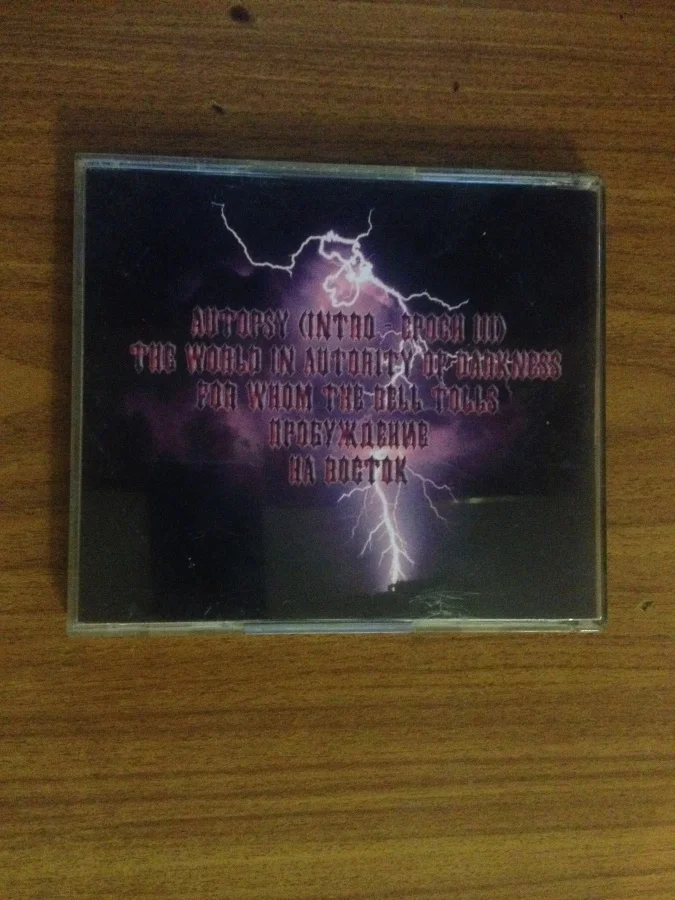 AUTOPSY (INTRO - EPOCH III)
THE WORLD IN AUTORITY OF DARKNESS
FOR WHOM THE BELL TOLLS
ПРОБУЖДЕНИЕ
НА ВОСТОК